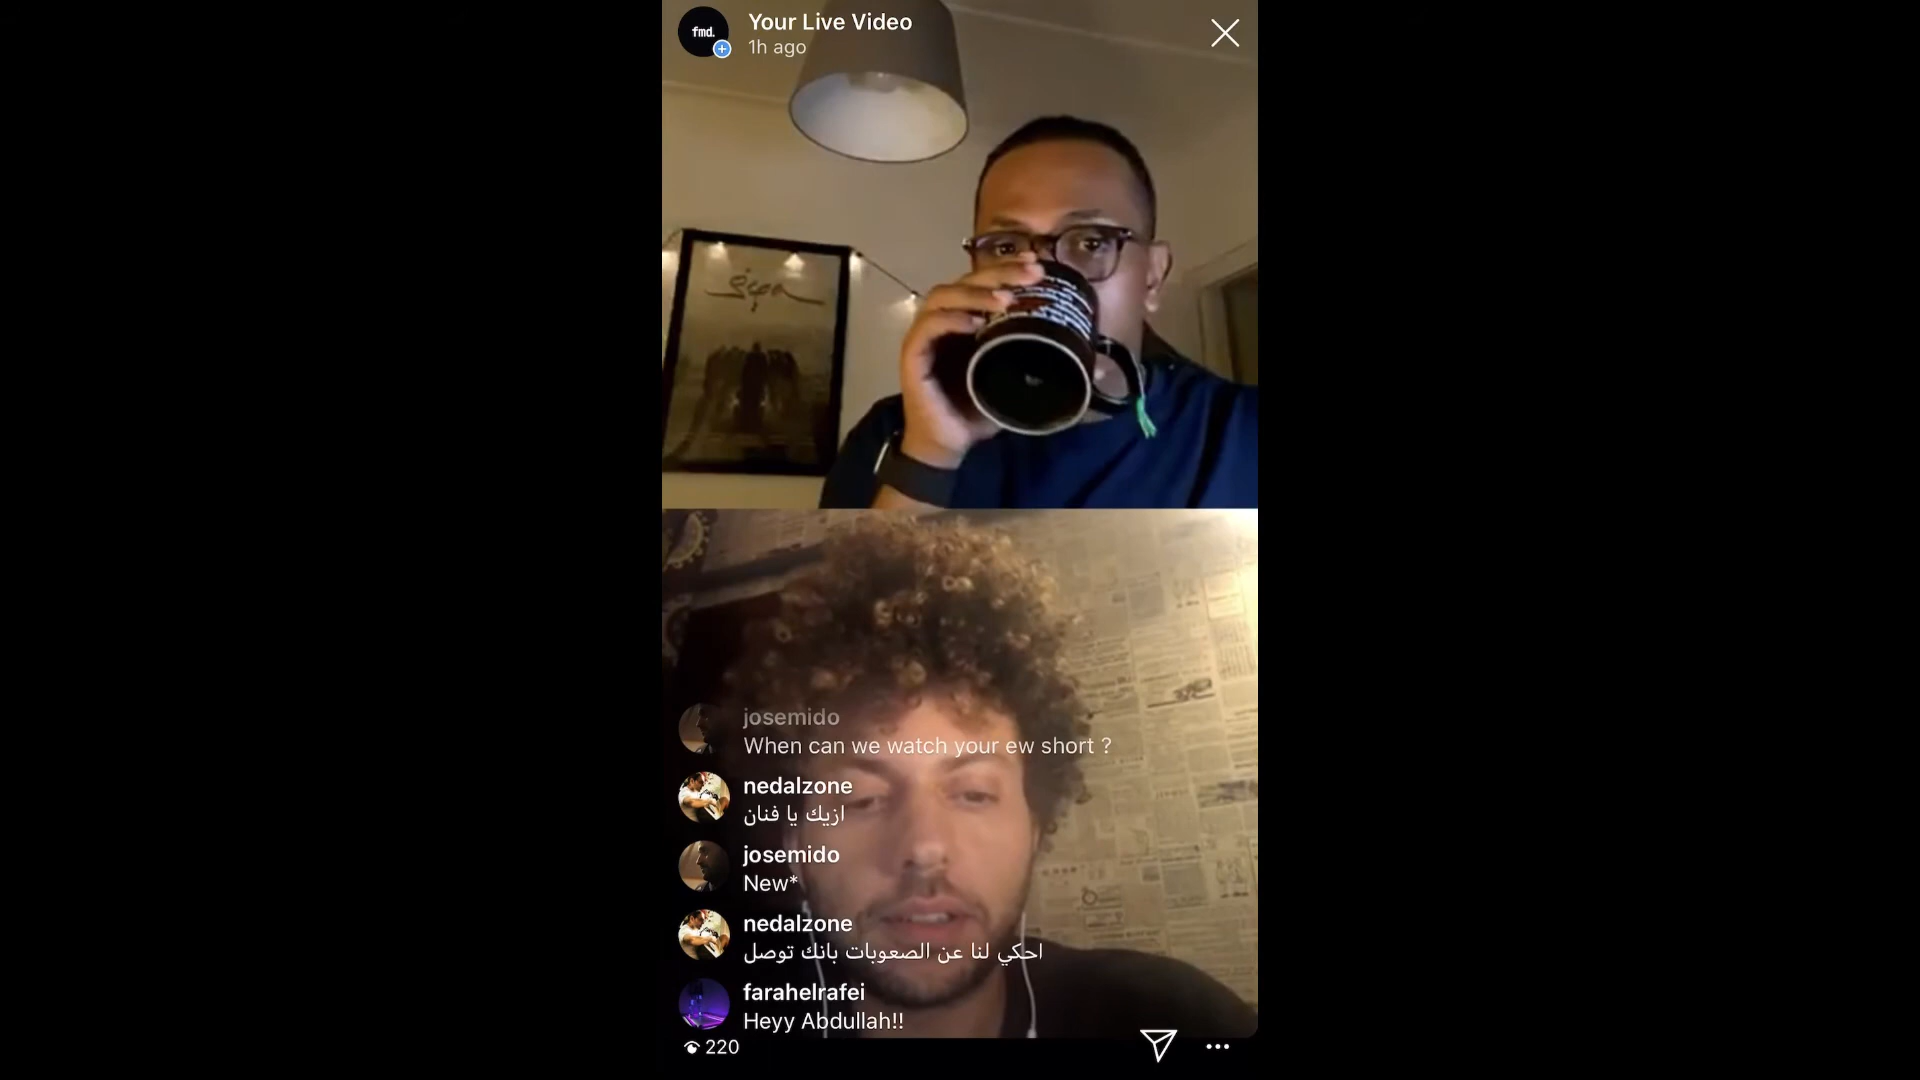 fmd.
Your Live Video
1h ago
josemido
When can we watch your ew short ?
nedalzone
ازيك يا فنان
josemido
New*
nedalzone
احكي لنا عن الصعوبات بانك توصل
farahelrafei
Heyy Abdullah!!
220